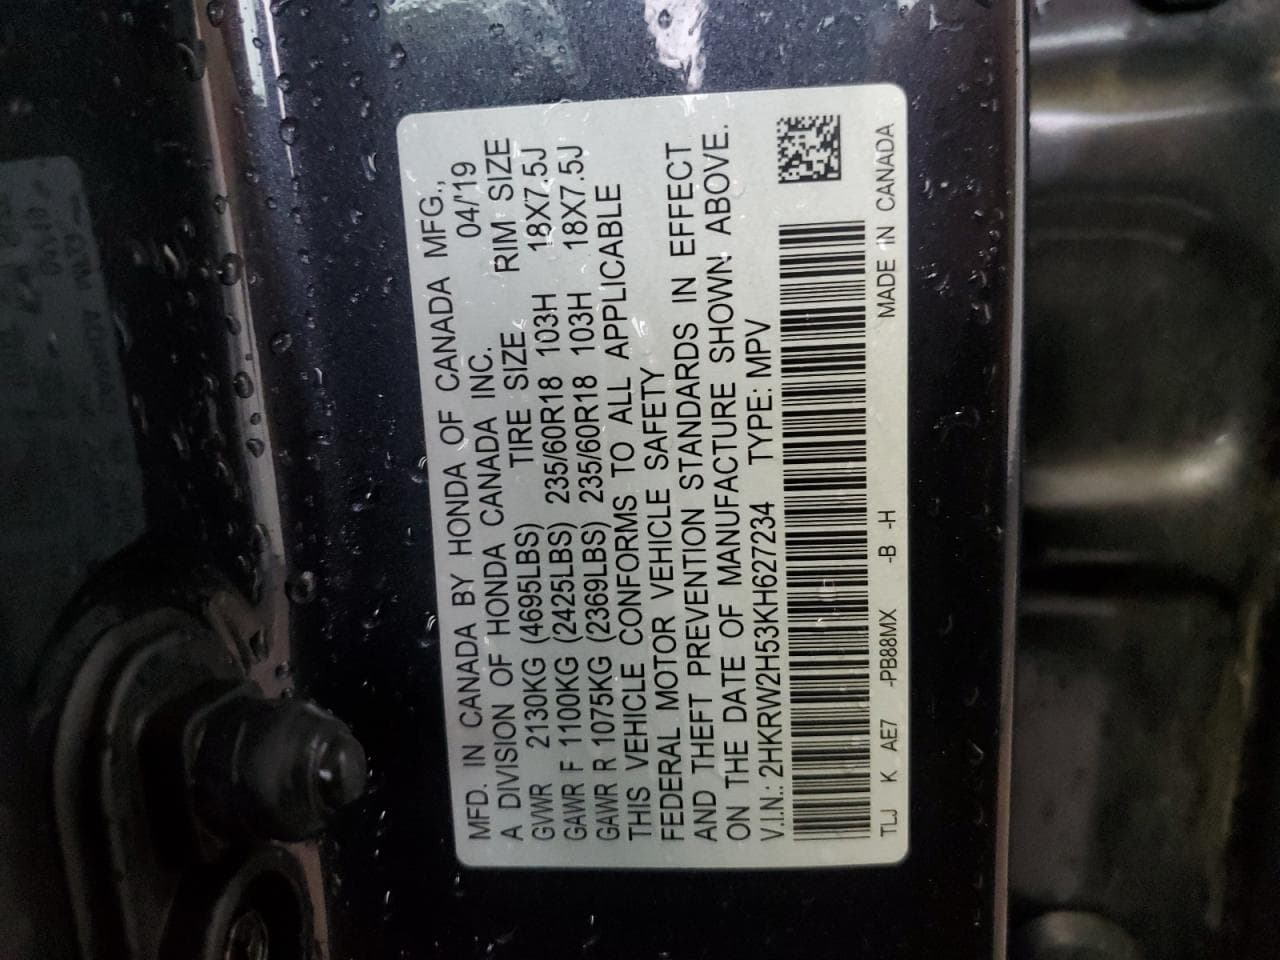 MFD. IN CANADA BY HONDA OF CANADA MFG.,
A DIVISION OF HONDA CANADA INC. 04/'19
GVWR 2130KG (4695LBS) TIRE SIZE RIM SIZE
GAWR F 1100KG (2425LBS) 235/60R18 103H 18X7.5J
GAWR R 1075KG (2369LBS) 235/60R18 103H 18X7.5J
THIS VEHICLE CONFORMS TO ALL APPLICABLE
FEDERAL MOTOR VEHICLE SAFETY
AND THEFT PREVENTION STANDARDS IN EFFECT
ON THE DATE OF MANUFACTURE SHOWN ABOVE.
V.I.N.: 2HKRW2H53KH627234 TYPE: MPV
TLJ K AE7 -PB88MX -B -H MADE IN CANADA